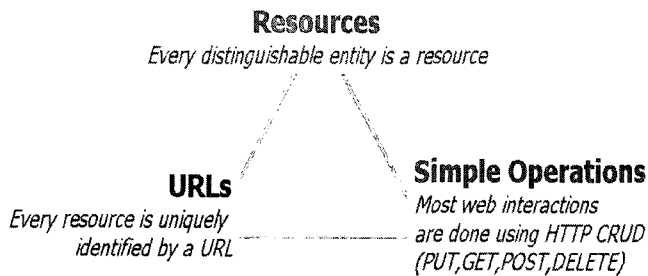 Resources
Every distinguishable entity is a resource
URLs
Every resource is uniquely
identified by a URL
Simple Operations
Most web interactions
are done using HTTP CRUD
(PUT,GET,POST,DELETE)